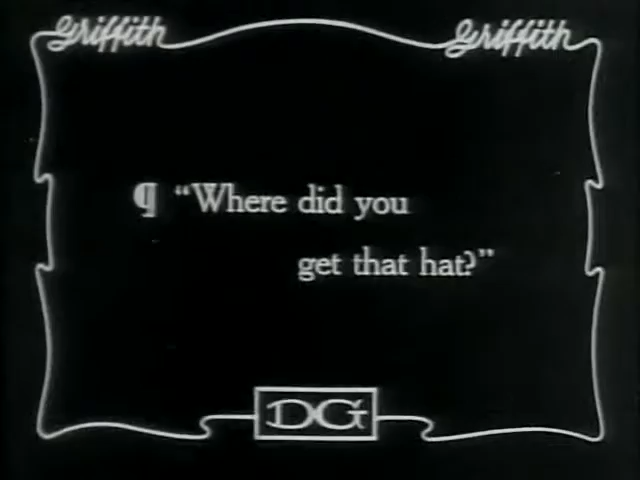 Griffith Griffith
¶ “Where did you
get that hat?”
DG